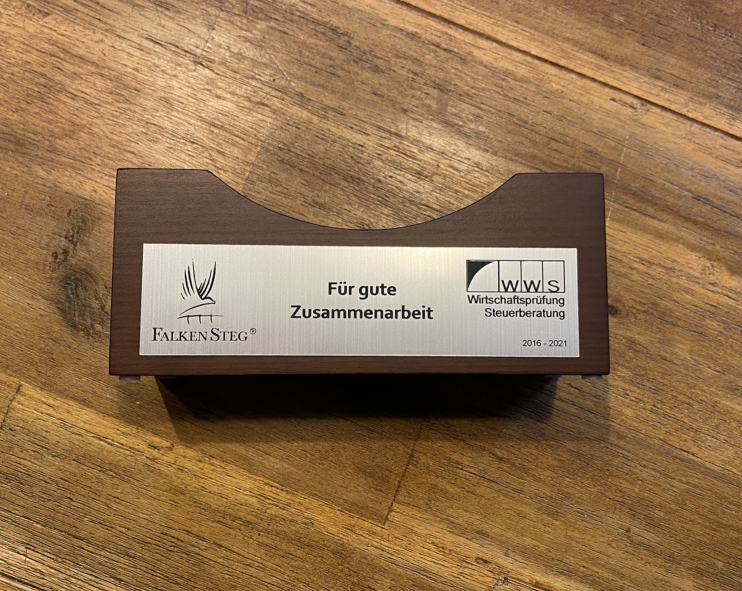 FALKENSTEG®
Für gute
Zusammenarbeit
WWS
Wirtschaftsprüfung
Steuerberatung
2016 - 2021